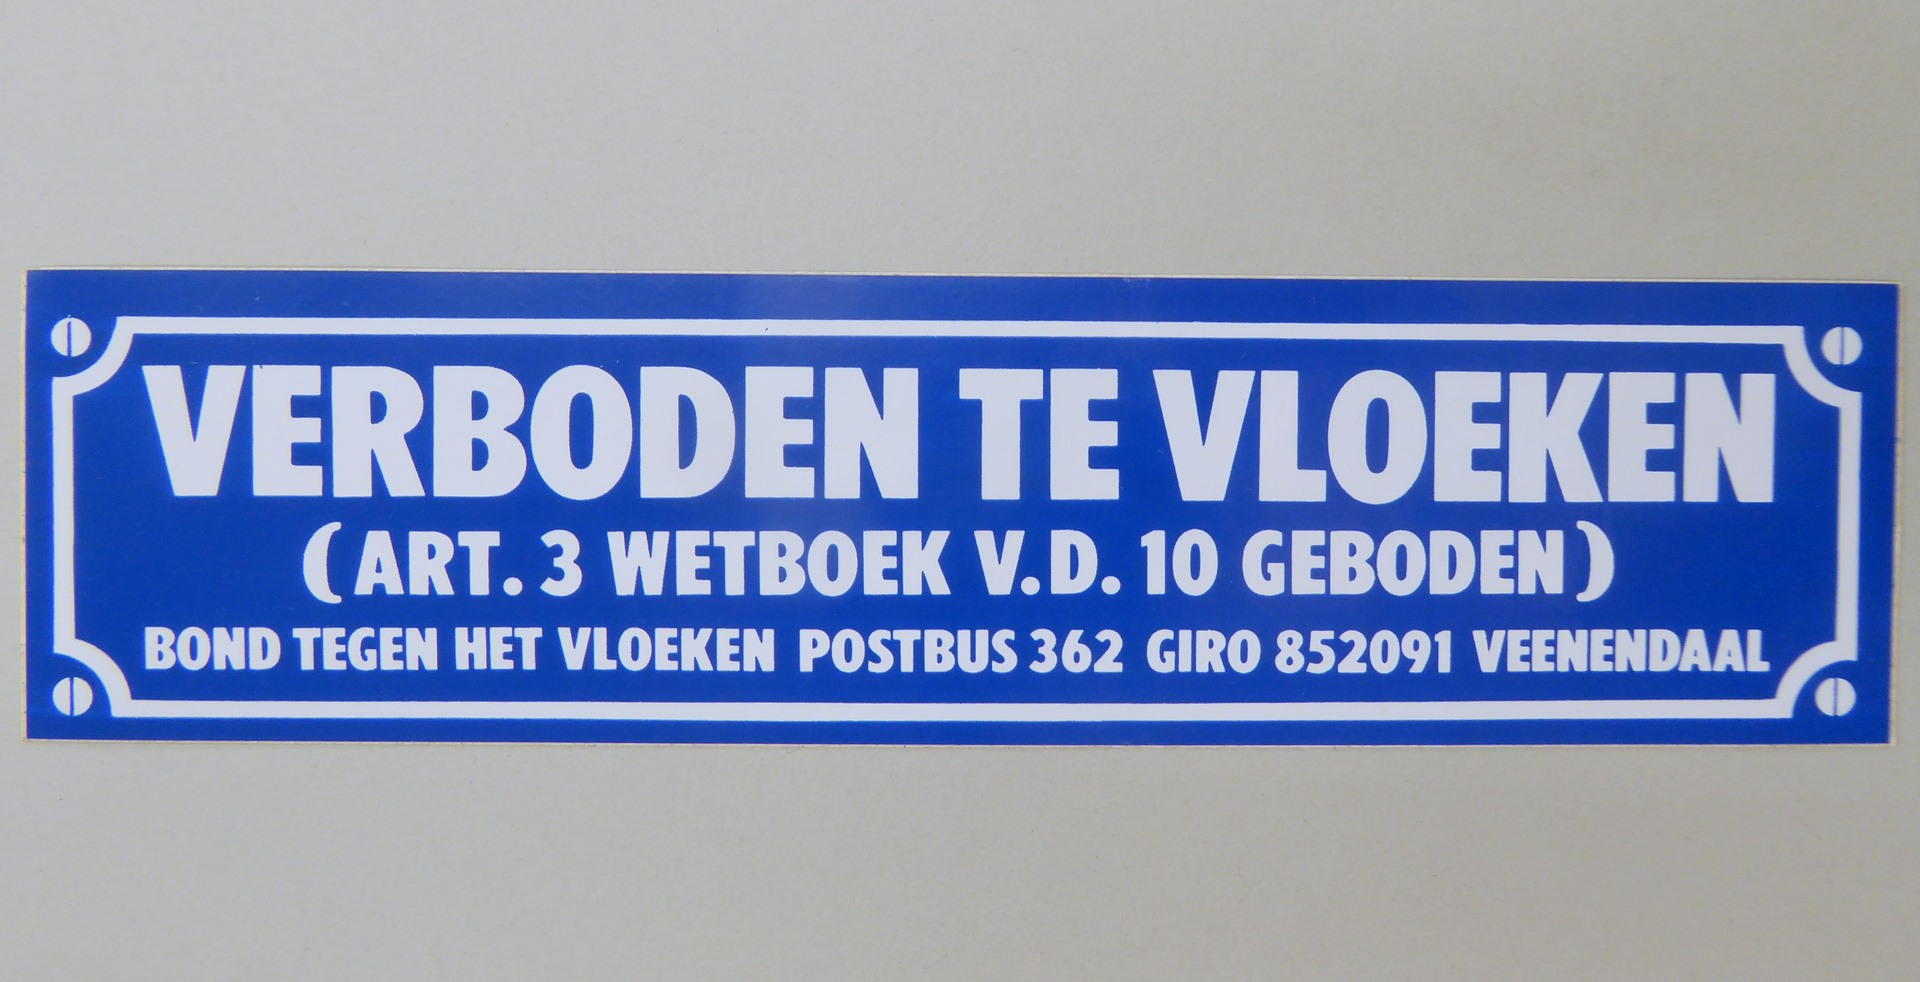 VERBODEN TE VLOEKEN
(ART. 3 WETBOEK V.D. 10 GEBODEN)
BOND TEGEN HET VLOEKEN POSTBUS 362 GIRO 852091 VEENENDAAL